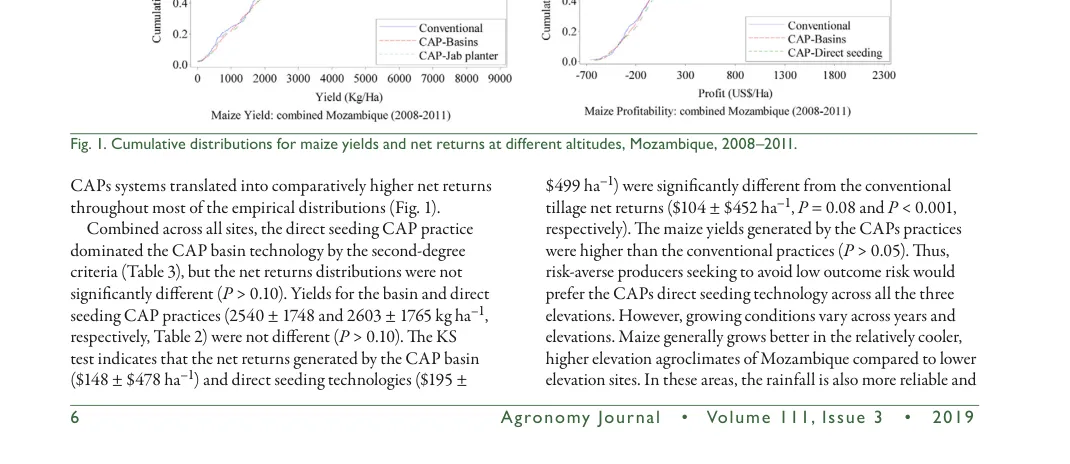 0.4
0.2
0.0
Conventional
CAP-Basins
CAP-Jab planter
0 1000 2000 3000 4000 5000 6000 7000 8000 9000
Yield (Kg/Ha)
Maize Yield: combined Mozambique (2008-2011)
0.4
0.2
0.0
Conventional
CAP-Basins
CAP-Direct seeding
-700 -200 300 800 1300 1800 2300
Profit (US$/Ha)
Maize Profitability: combined Mozambique (2008-2011)
Fig. 1. Cumulative distributions for maize yields and net returns at different altitudes, Mozambique, 2008–2011.
CAPs systems translated into comparatively higher net returns
throughout most of the empirical distributions (Fig. 1).
Combined across all sites, the direct seeding CAP practice
dominated the CAP basin technology by the second-degree
criteria (Table 3), but the net returns distributions were not
significantly different (P > 0.10). Yields for the basin and direct
seeding CAP practices (2540 ± 1748 and 2603 ± 1765 kg ha⁻¹,
respectively, Table 2) were not different (P > 0.10). The KS
test indicates that the net returns generated by the CAP basin
($148 ± $478 ha⁻¹) and direct seeding technologies ($195 ±
$499 ha⁻¹) were significantly different from the conventional
tillage net returns ($104 ± $452 ha⁻¹, P = 0.08 and P < 0.001,
respectively). The maize yields generated by the CAPs practices
were higher than the conventional practices (P > 0.05). Thus,
risk-averse producers seeking to avoid low outcome risk would
prefer the CAPs direct seeding technology across all the three
elevations. However, growing conditions vary across years and
elevations. Maize generally grows better in the relatively cooler,
higher elevation agroclimates of Mozambique compared to lower
elevation sites. In these areas, the rainfall is also more reliable and
6
Agronomy Journal • Volume 111, Issue 3 • 2019